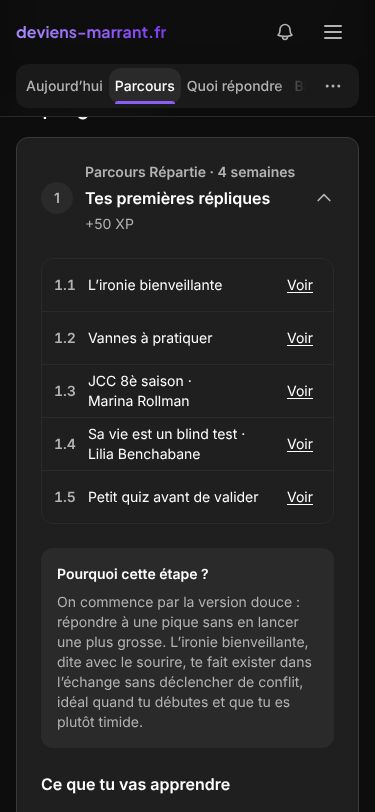 deviens-marrant.fr
Aujourd’hui Parcours Quoi répondre
Parcours Répartie · 4 semaines
1 Tes premières répliques
+50 XP
1.1 L’ironie bienveillante Voir
1.2 Vannes à pratiquer Voir
1.3 JCC 8è saison ·
Marina Rollman Voir
1.4 Sa vie est un blind test ·
Lilia Benchabane Voir
1.5 Petit quiz avant de valider Voir
Pourquoi cette étape ?
On commence par la version douce :
répondre à une pique sans en lancer
une plus grosse. L’ironie bienveillante,
dite avec le sourire, te fait exister dans
l’échange sans déclencher de conflit,
idéal quand tu débutes et que tu es
plutôt timide.
Ce que tu vas apprendre